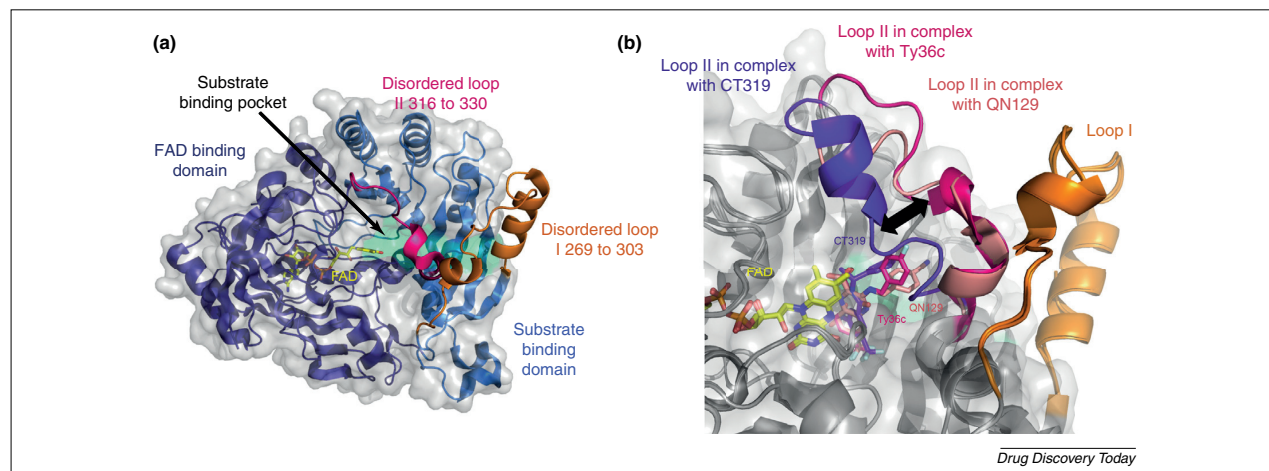 (a)
Substrate
binding pocket
Disordered loop
II 316 to 330
FAD binding
domain
FAD
Disordered loop
I 269 to 303
Substrate
binding
domain
(b)
Loop II in complex
with Ty36c
Loop II in complex
with CT319
Loop II in complex
with QN129
Loop I
CT319
FAD
QN129
Ty36c
Drug Discovery Today